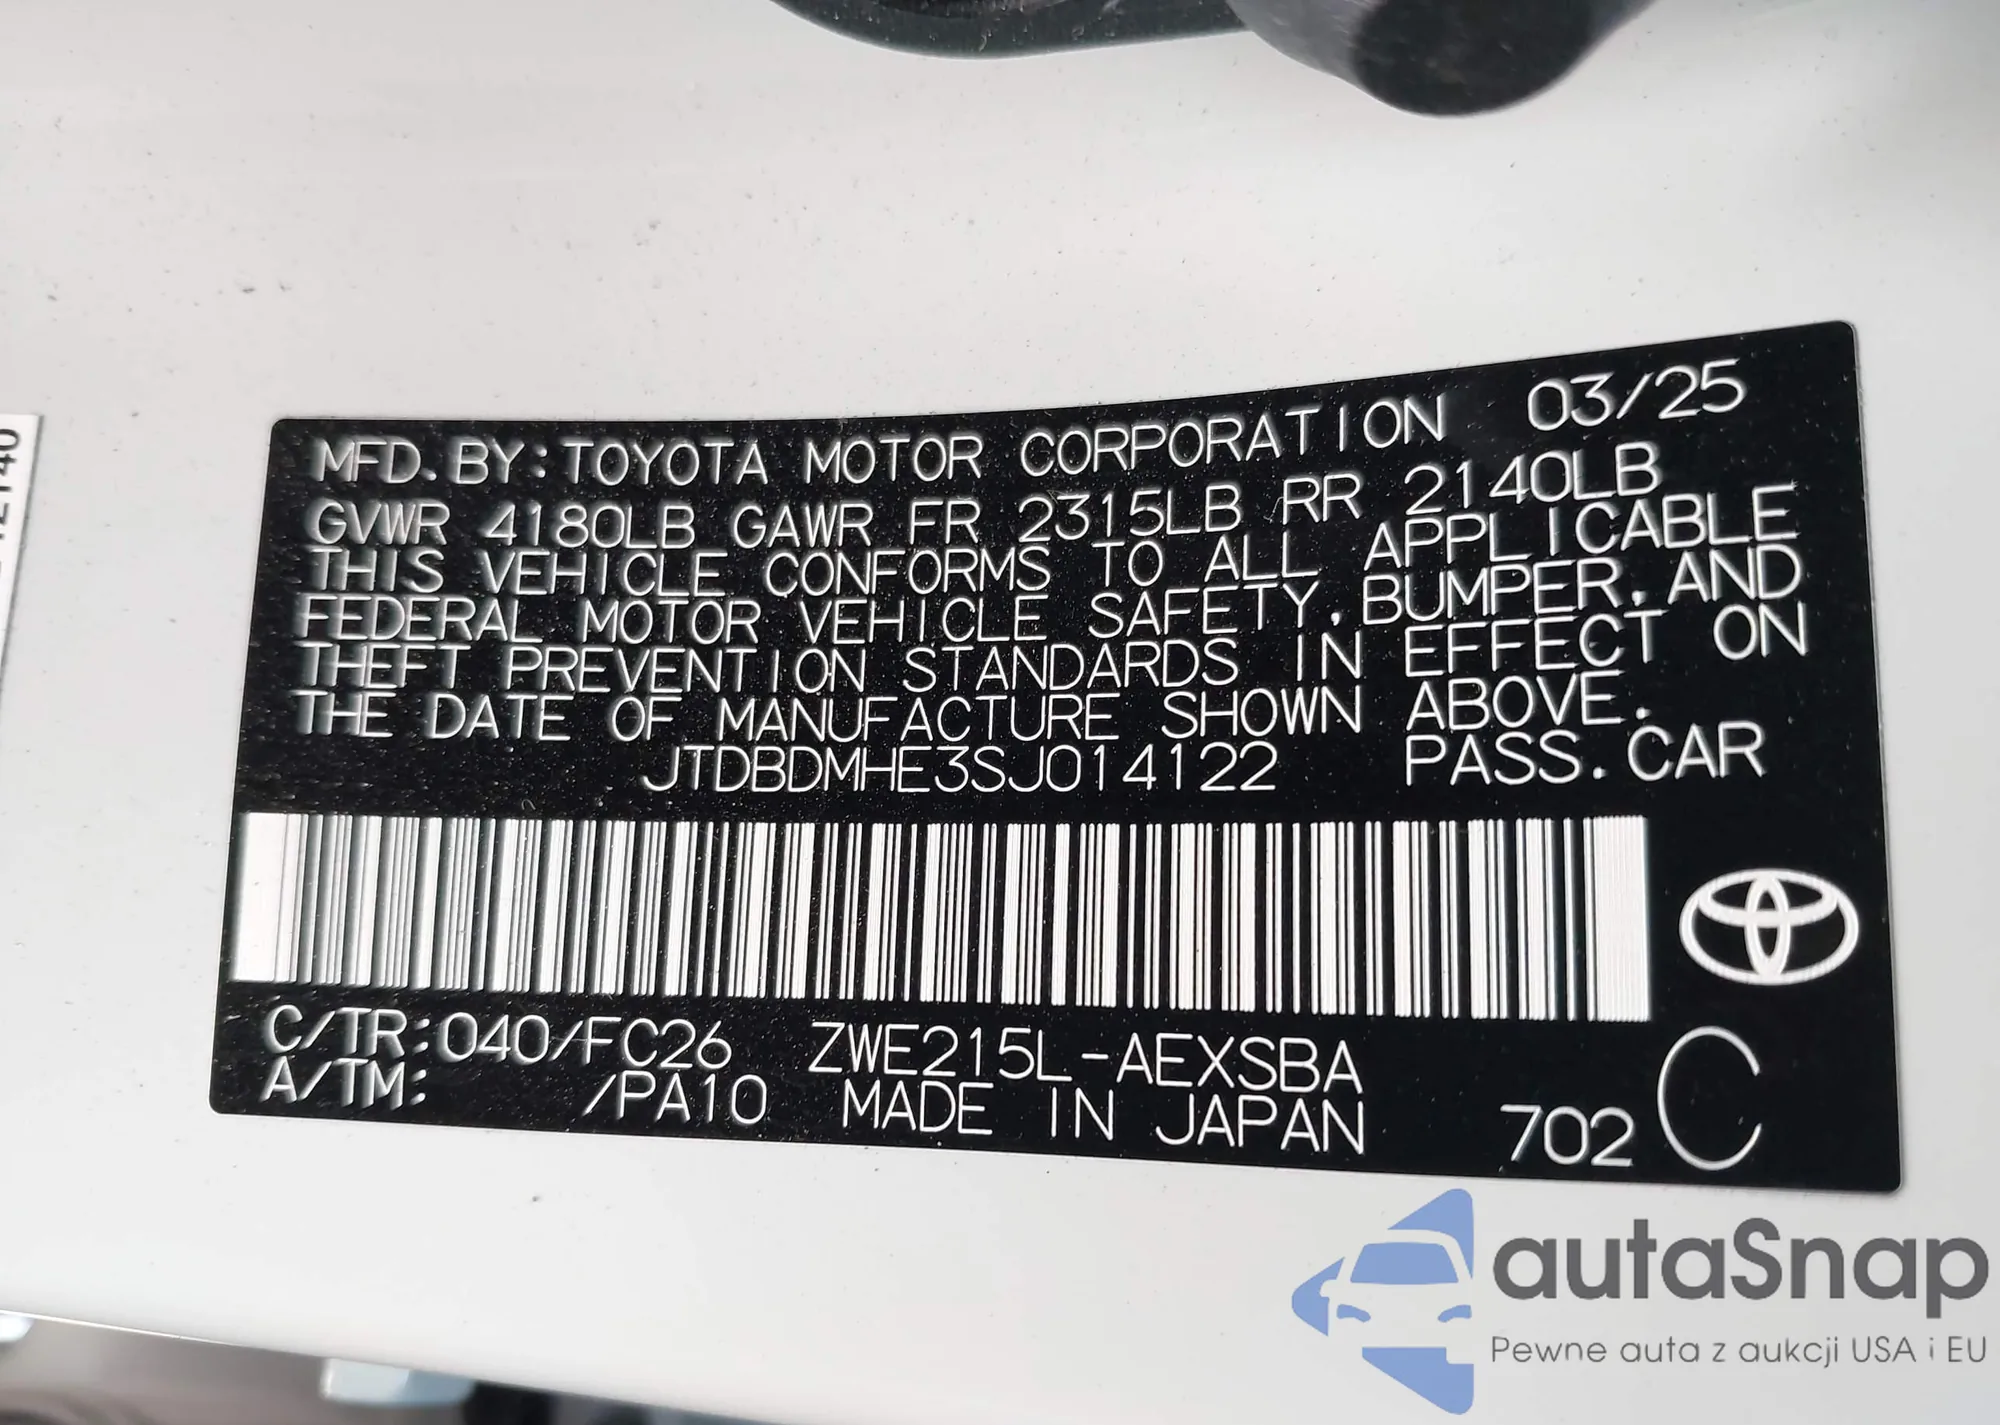 MFD.BY:TOYOTA MOTOR CORPORATION 03/25
GVWR 4180LB GAWR FR 2315LB RR 2140LB
THIS VEHICLE CONFORMS TO ALL APPLICABLE
FEDERAL MOTOR VEHICLE SAFETY, BUMPER, AND
THEFT PREVENTION STANDARDS IN EFFECT ON
THE DATE OF MANUFACTURE SHOWN ABOVE.
JTDBDMHE3SJ014122 PASS.CAR
C/TR:040/FC26 ZWE215L-AEXSBA
A/TM: /PA10 MADE IN JAPAN 702 C
autaSnap
Pewne auta z aukcji USA i EU